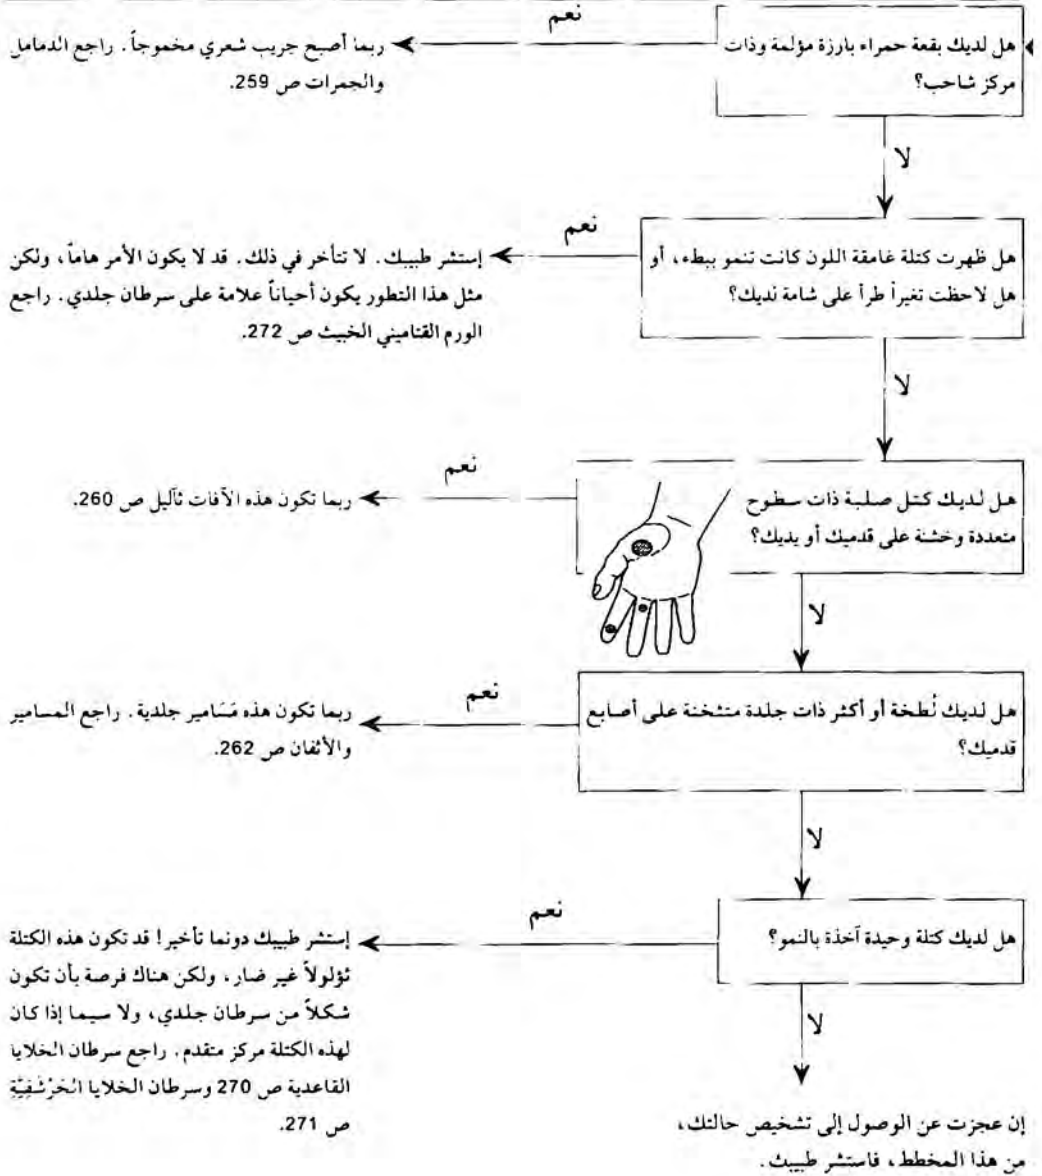 هل لديك بقعة حمراء بارزة مؤلمة وذات
مركز شاحب؟
نعم
ربما أصبح جريب شعري مخموجاً. راجع الدمامل
والجمرات ص 259.
لا
هل ظهرت كتلة غامقة اللون كانت تنمو ببطء، أو
هل لاحظت تغيراً طرأ على شامة لديك؟
نعم
إستشر طبيبك. لا تتأخر في ذلك. قد لا يكون الأمر هاماً، ولكن
مثل هذا التطور يكون أحياناً علامة على سرطان جلدي. راجع
الورم القتاميني الخبيث ص 272.
لا
هل لديك كتل صلبة ذات سطوح
متعددة وخشنة على قدميك أو يديك؟
نعم
ربما تكون هذه الآفات ثآليل ص 260.
لا
هل لديك لُطخة أو أكثر ذات جلدة متثخنة على أصابع
قدميك؟
نعم
ربما تكون هذه مَسَامير جلدية. راجع المسامير
والأثفان ص 262.
لا
هل لديك كتلة وحيدة آخذة بالنمو؟
نعم
إستشر طبيبك دونما تأخير! قد تكون هذه الكتلة
ثؤلولاً غير ضار، ولكن هناك فرصة بأن تكون
شكلاً من سرطان جلدي، ولا سيما إذا كان
لهذه الكتلة مركز متقدم. راجع سرطان الخلايا
القاعدية ص 270 وسرطان الخلايا الحَرْشَفِيَّةِ
ص 271.
لا
إن عجزت عن الوصول إلى تشخيص حالتك،
من هذا المخطط، فاستشر طبيبك.